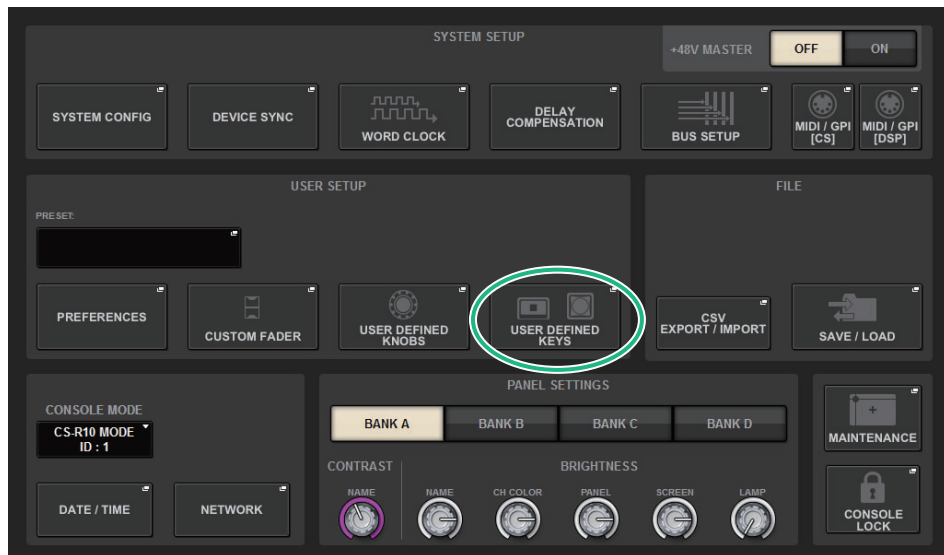 SYSTEM SETUP
+48V MASTER
OFF
ON
SYSTEM CONFIG
DEVICE SYNC
WORD CLOCK
DELAY
COMPENSATION
BUS SETUP
MIDI / GPI
[CS]
MIDI / GPI
[DSP]
USER SETUP
PRESET:
PREFERENCES
CUSTOM FADER
USER DEFINED
KNOBS
USER DEFINED
KEYS
FILE
CSV
EXPORT / IMPORT
SAVE / LOAD
CONSOLE MODE
CS-R10 MODE
ID : 1
DATE / TIME
NETWORK
PANEL SETTINGS
BANK A
BANK B
BANK C
BANK D
CONTRAST
BRIGHTNESS
NAME
NAME
CH COLOR
PANEL
SCREEN
LAMP
MAINTENANCE
CONSOLE
LOCK